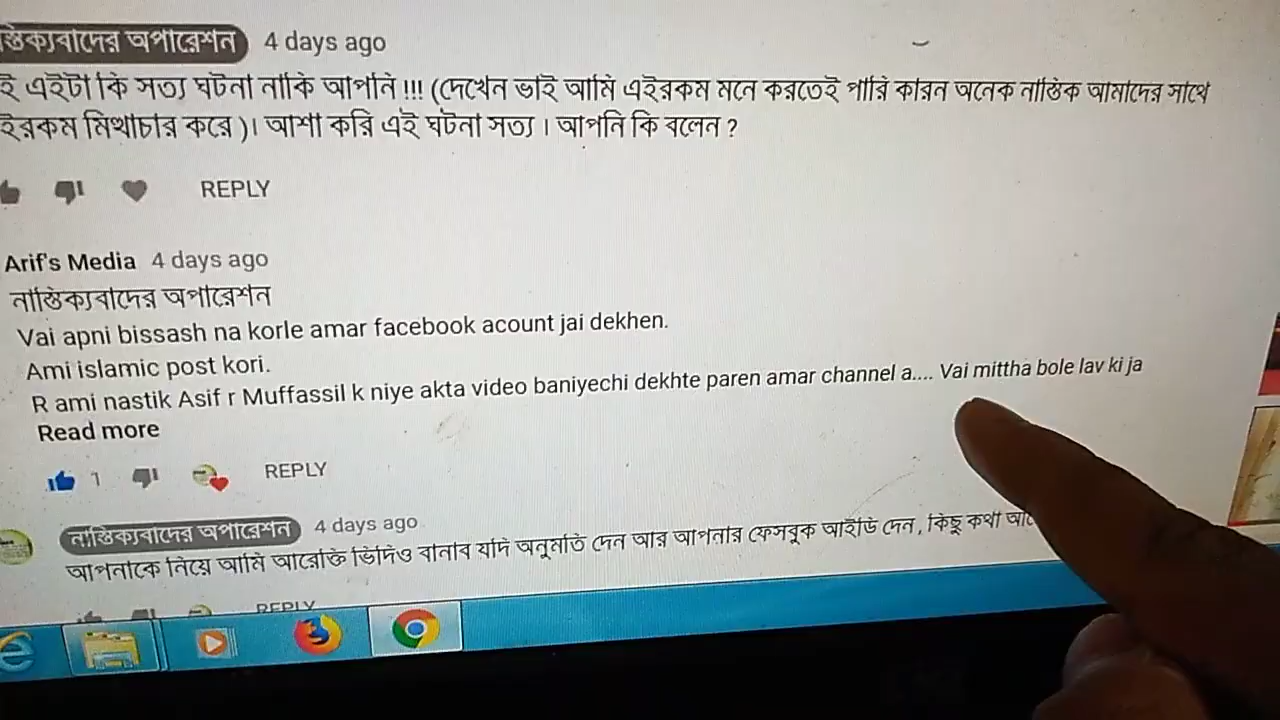 স্তিক্যবাদের অপারেশন 4 days ago
ই এইটা কি সত্য ঘটনা নাকি আপনি !!! (দেখেন ভাই আমি এইরকম মনে করতেই পারি কারন অনেক নাস্তিক আমাদের সাথে
ইরকম মিথ্যাচার করে )। আশা করি এই ঘটনা সত্য । আপনি কি বলেন ?
REPLY
Arif's Media 4 days ago
নাস্তিক্যবাদের অপারেশন
Vai apni bissash na korle amar facebook acount jai dekhen.
Ami islamic post kori.
R ami nastik Asif r Muffassil k niye akta video baniyechi dekhte paren amar channel a.... Vai mittha bole lav ki ja
Read more
1 REPLY
নাস্তিক্যবাদের অপারেশন 4 days ago
আপনাকে নিয়ে আমি আরেক্তি ভিদিও বানাব যদি অনুমতি দেন আর আপনার ফেসবুক আইডি দেন , কিছু কথা
REPLY